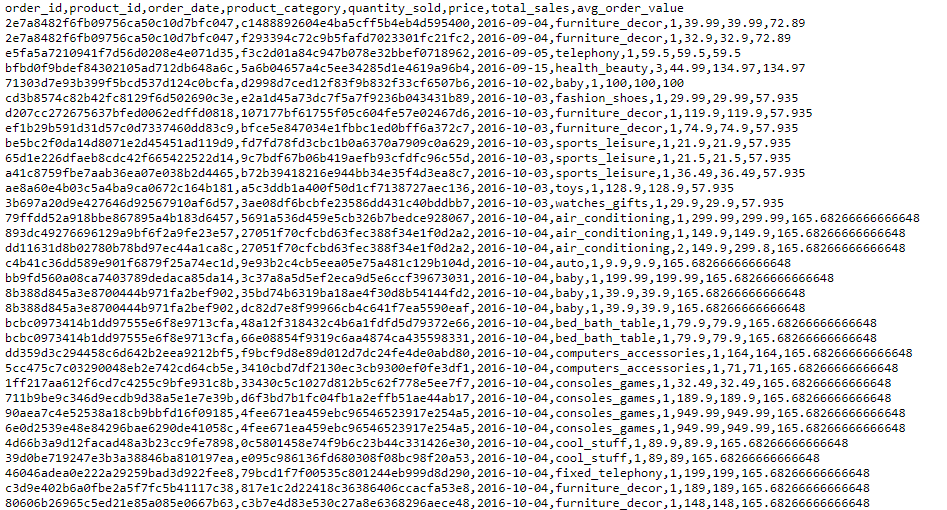 order_id,product_id,order_date,product_category,quantity_sold,price,total_sales,avg_order_value
2e7a8482f6fb09756ca50c10d7bfc047,c1488892604e4ba5cff5b4eb4d595400,2016-09-04,furniture_decor,1,39.99,39.99,72.89
2e7a8482f6fb09756ca50c10d7bfc047,f293394c72c9b5fafd7023301fc21fc2,2016-09-04,furniture_decor,1,32.9,32.9,72.89
e5fa5a7210941f7d56d0208e4e071d35,f3c2d01a84c947b078e32bbef0718962,2016-09-05,telephony,1,59.5,59.5,59.5
bfbd0f9bdef84302105ad712db648a6c,5a6b04657a4c5ee34285d1e4619a96b4,2016-09-15,health_beauty,3,44.99,134.97,134.97
71303d7e93b399f5bcd537d124c0bcfa,d2998d7ced12f83f9b832f33cf6507b6,2016-10-02,baby,1,100,100,100
cd3b8574c82b42fc8129f6d502690c3e,e2a1d45a73dc7f5a7f9236b043431b89,2016-10-03,fashion_shoes,1,29.99,29.99,57.935
d207cc272675637bfed0062edffd0818,107177bf61755f05c604fe57e02467d6,2016-10-03,furniture_decor,1,119.9,119.9,57.935
ef1b29b591d31d57c0d7337460dd83c9,bfce5e847034e1fbbc1ed0bff6a372c7,2016-10-03,furniture_decor,1,74.9,74.9,57.935
be5bc2f0da14d8071e2d45451ad119d9,fd7fd78fd3cbc1b0a6370a7909c0a629,2016-10-03,sports_leisure,1,21.9,21.9,57.935
65d1e226dfaeb8cdc42f665422522d14,9c7bdf67b06b419aefb93cfdfc96c55d,2016-10-03,sports_leisure,1,21.5,21.5,57.935
a41c8759fbe7aab36ea07e038b2d4465,b72b39418216e944bb34e35f4d3ea8c7,2016-10-03,sports_leisure,1,36.49,36.49,57.935
ae8a60e4b03c5a4ba9ca0672c164b181,a5c3ddb1a400f50d1cf7138727aec136,2016-10-03,toys,1,128.9,128.9,57.935
3b697a20d9e427646d92567910af6d57,3ae08df6bcbfe23586dd431c40bddbb7,2016-10-03,watches_gifts,1,29.9,29.9,57.935
79ffd52a918bbe867895a4b183d6457,5691a536d459e5cb326b7bedce928067,2016-10-04,air_conditioning,1,299.99,299.99,165.68266666666648
893dc49276696129a9bf6f2a9fe23e57,27051f70cfcbd63fec388f34e1f0d2a2,2016-10-04,air_conditioning,1,149.9,149.9,165.68266666666648
dd11631d8b02780b78bd97ec44a1ca8c,27051f70cfcbd63fec388f34e1f0d2a2,2016-10-04,air_conditioning,2,149.9,299.8,165.68266666666648
c4b41c36dd589e901f6879f25a74ec1d,9e93b2c4cb5eea05e75a481c129b104d,2016-10-04,auto,1,9.9,9.9,165.68266666666648
bb9fd560a08ca7403789dedaca85da14,3c37a8a5d5ef2eca9d5e6ccf39673031,2016-10-04,baby,1,199.99,199.99,165.68266666666648
8b388d845a3e8700444b971fa2bef902,35bd74b6319ba18ae4f30d8b54144fd2,2016-10-04,baby,1,39.9,39.9,165.68266666666648
8b388d845a3e8700444b971fa2bef902,dc82d7e8f99966cb4c641f7ea5590eaf,2016-10-04,baby,1,39.9,39.9,165.68266666666648
bcbc0973414b1dd97555e6f8e9713cfa,48a12f318432c4b6a1fdfd5d79372e66,2016-10-04,bed_bath_table,1,79.9,79.9,165.68266666666648
bcbc0973414b1dd97555e6f8e9713cfa,66e08854f9319c6aa4874ca435598331,2016-10-04,bed_bath_table,1,79.9,79.9,165.68266666666648
dd359d3c294458c6d642b2eea9212bf5,f9bcf9d8e89d012d7dc24fe4de0abd80,2016-10-04,computers_accessories,1,164,164,165.68266666666648
5cc475c7c03290048eb2e742cd64cb5e,3410cbd7df2130ec3cb9300ef0fe3df1,2016-10-04,computers_accessories,1,71,71,165.68266666666648
1ff217aa612f6cd7c4255c9bfe931c8b,33430c5c1027d812b5c62f778e5ee7f7,2016-10-04,consoles_games,1,32.49,32.49,165.68266666666648
711b9be9c346d9ecdb9d38a5e1e7e39b,d6f3bd7b1fc04fb1a2effb51ae44ab17,2016-10-04,consoles_games,1,189.9,189.9,165.68266666666648
90aea7c4e52538a18cb9bbfd16f09185,4fee671ea459ebc96546523917e254a5,2016-10-04,consoles_games,1,949.99,949.99,165.68266666666648
6e0d2539e48e84296bae6290de41058c,4fee671ea459ebc96546523917e254a5,2016-10-04,consoles_games,1,949.99,949.99,165.68266666666648
4d66b3a9d12facad48a3b23cc9fe7898,0c5801458e74f9b6c23b44c331426e30,2016-10-04,cool_stuff,1,89.9,89.9,165.68266666666648
39d0be719247e3b3a38846ba810197ea,e095c986136fd680308f08bc98f20a53,2016-10-04,cool_stuff,1,89,89,165.68266666666648
46046adea0e222a29259bad3d922fee8,79bcd1f7f00535c801244eb999d8d290,2016-10-04,fixed_telephony,1,199,199,165.68266666666648
c3d9e402b6a0fbe2a5f7fc5b41117c38,817e1c2d22418c36386406ccacfa53e8,2016-10-04,furniture_decor,1,189,189,165.68266666666648
80606b26965c5ed21e85a085e0667b63,c3b7e4d83e530c27a8e6368296aece48,2016-10-04,furniture_decor,1,148,148,165.68266666666648